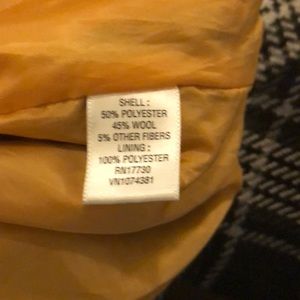 SHELL :
50% POLYESTER
45% WOOL
5% OTHER FIBERS
LINING :
100% POLYESTER
RN17730
VN1074381